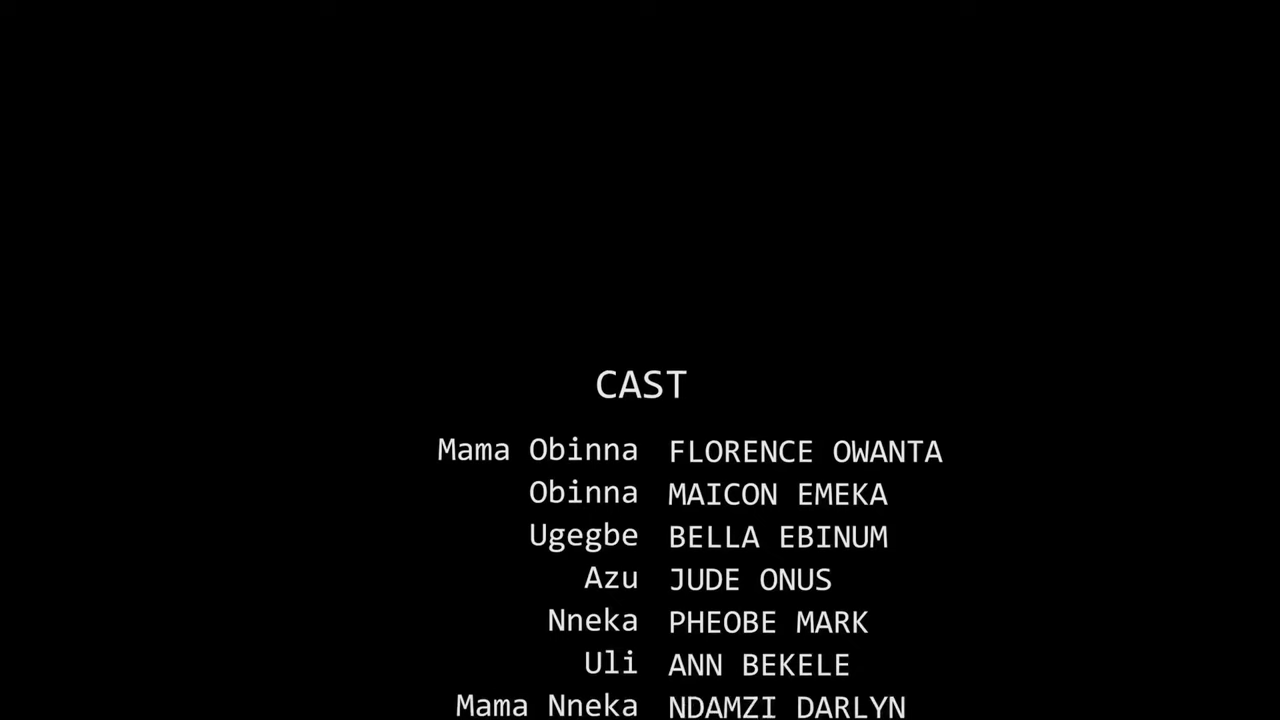 CAST
Mama Obinna FLORENCE OWANTA
Obinna MAICON EMEKA
Ugegbe BELLA EBINUM
Azu JUDE ONUS
Nneka PHEOBE MARK
Uli ANN BEKELE
Mama Nneka NDAMZI DARLYN